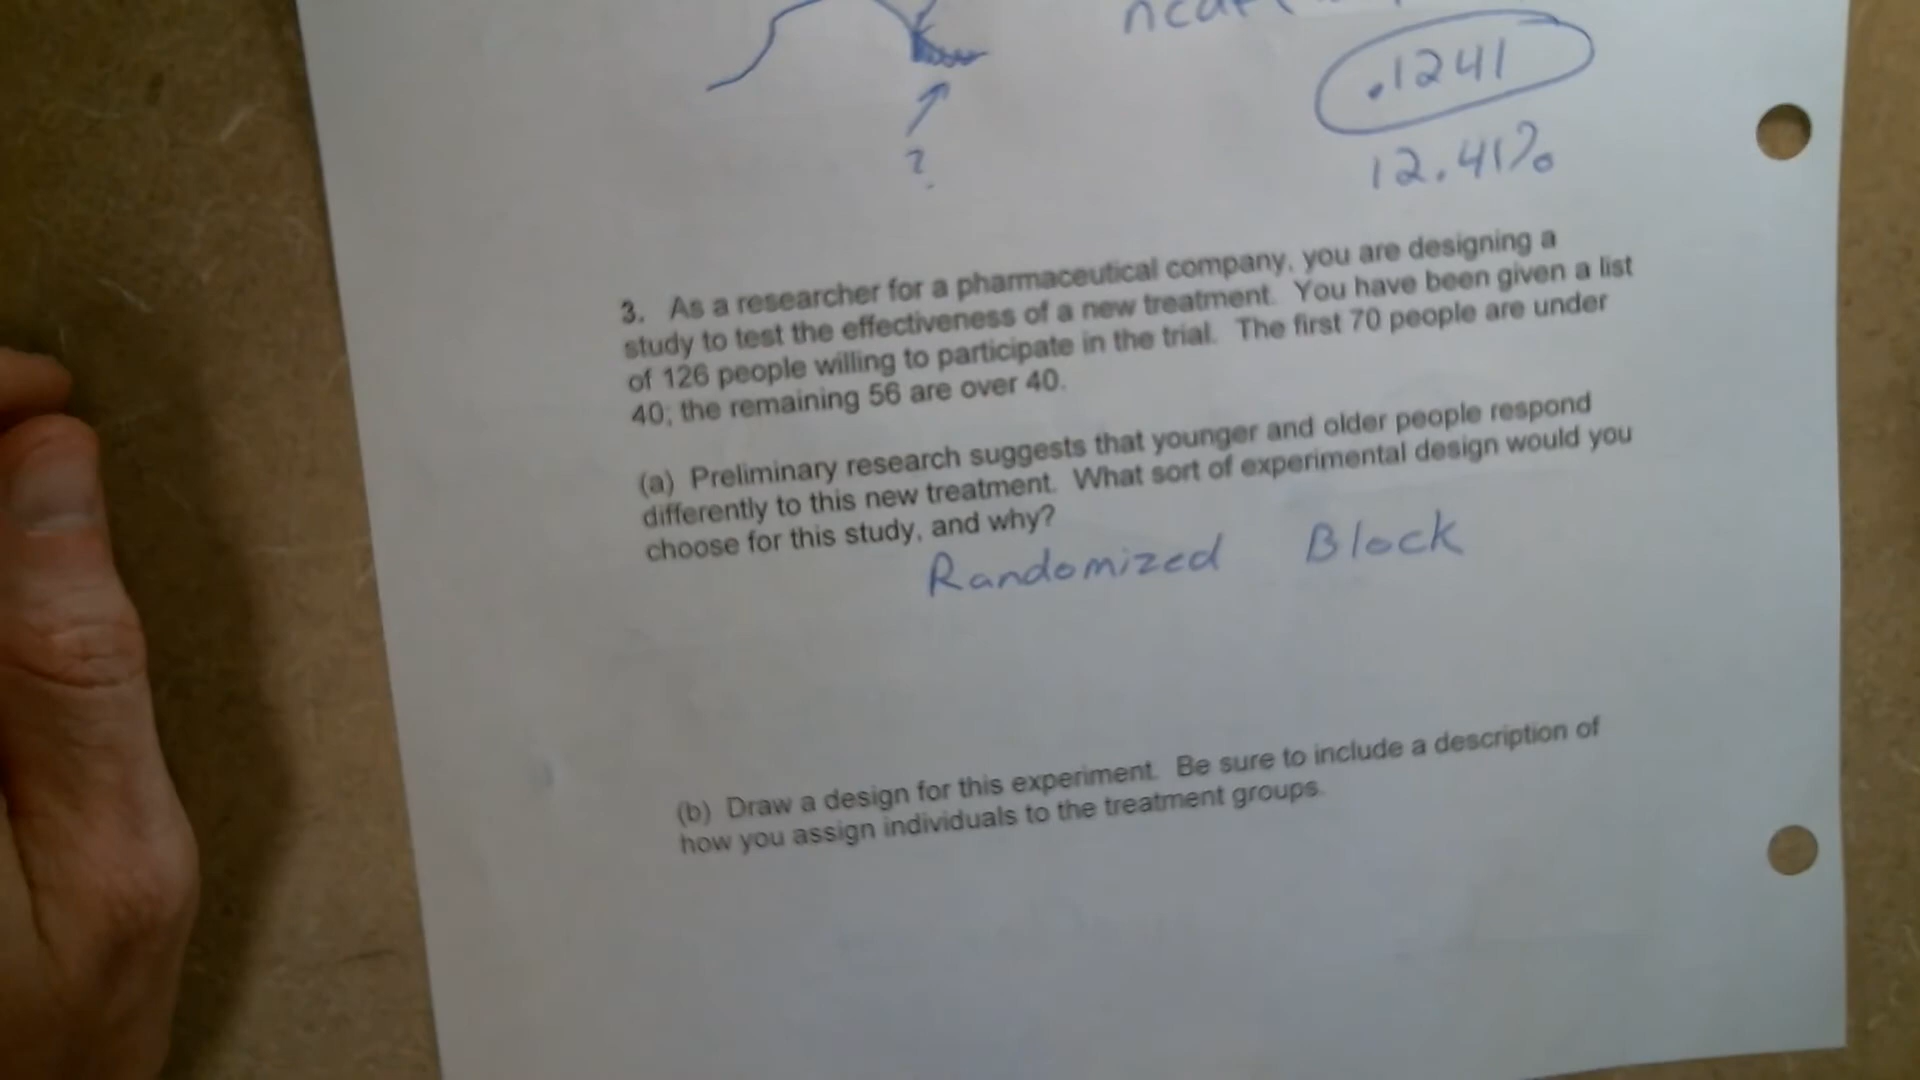 .1241
?
12.41%
3. As a researcher for a pharmaceutical company, you are designing a
study to test the effectiveness of a new treatment. You have been given a list
of 126 people willing to participate in the trial. The first 70 people are under
40; the remaining 56 are over 40.
(a) Preliminary research suggests that younger and older people respond
differently to this new treatment. What sort of experimental design would you
choose for this study, and why?
Randomized Block
(b) Draw a design for this experiment. Be sure to include a description of
how you assign individuals to the treatment groups.